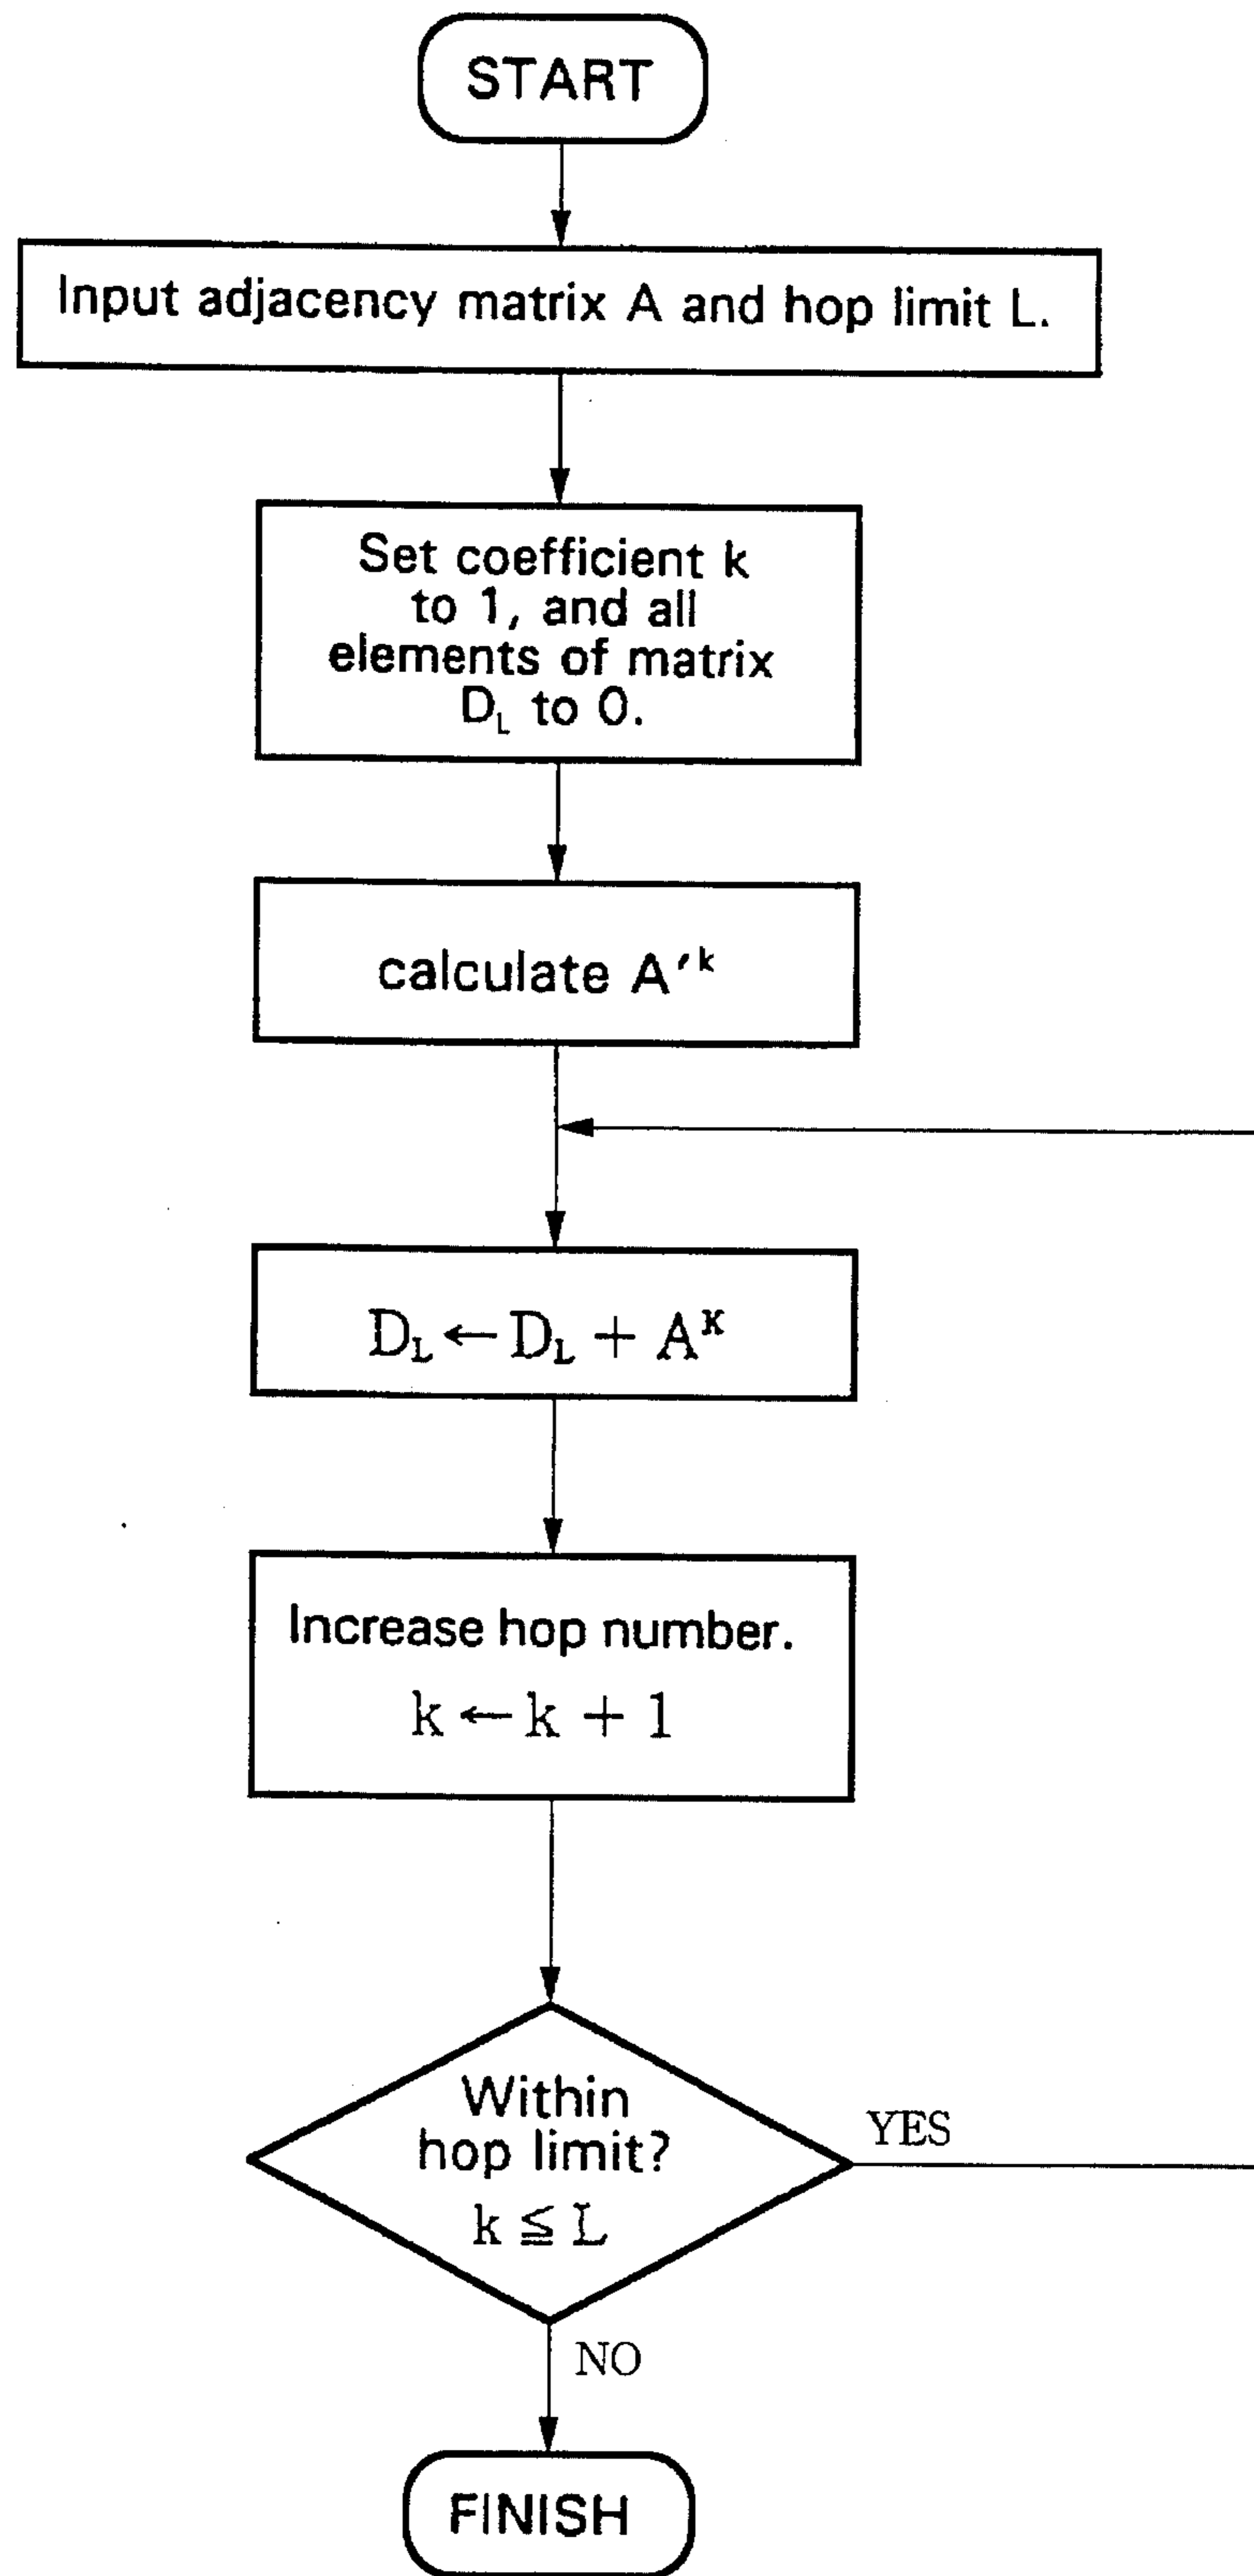 START
Input adjacency matrix A and hop limit L.
Set coefficient k
to 1, and all
elements of matrix
D_L to 0.
calculate A′ᵏ
D_L ← D_L + Aᴷ
Increase hop number.
k ← k + 1
Within
hop limit?
k ≦ L
YES
NO
FINISH